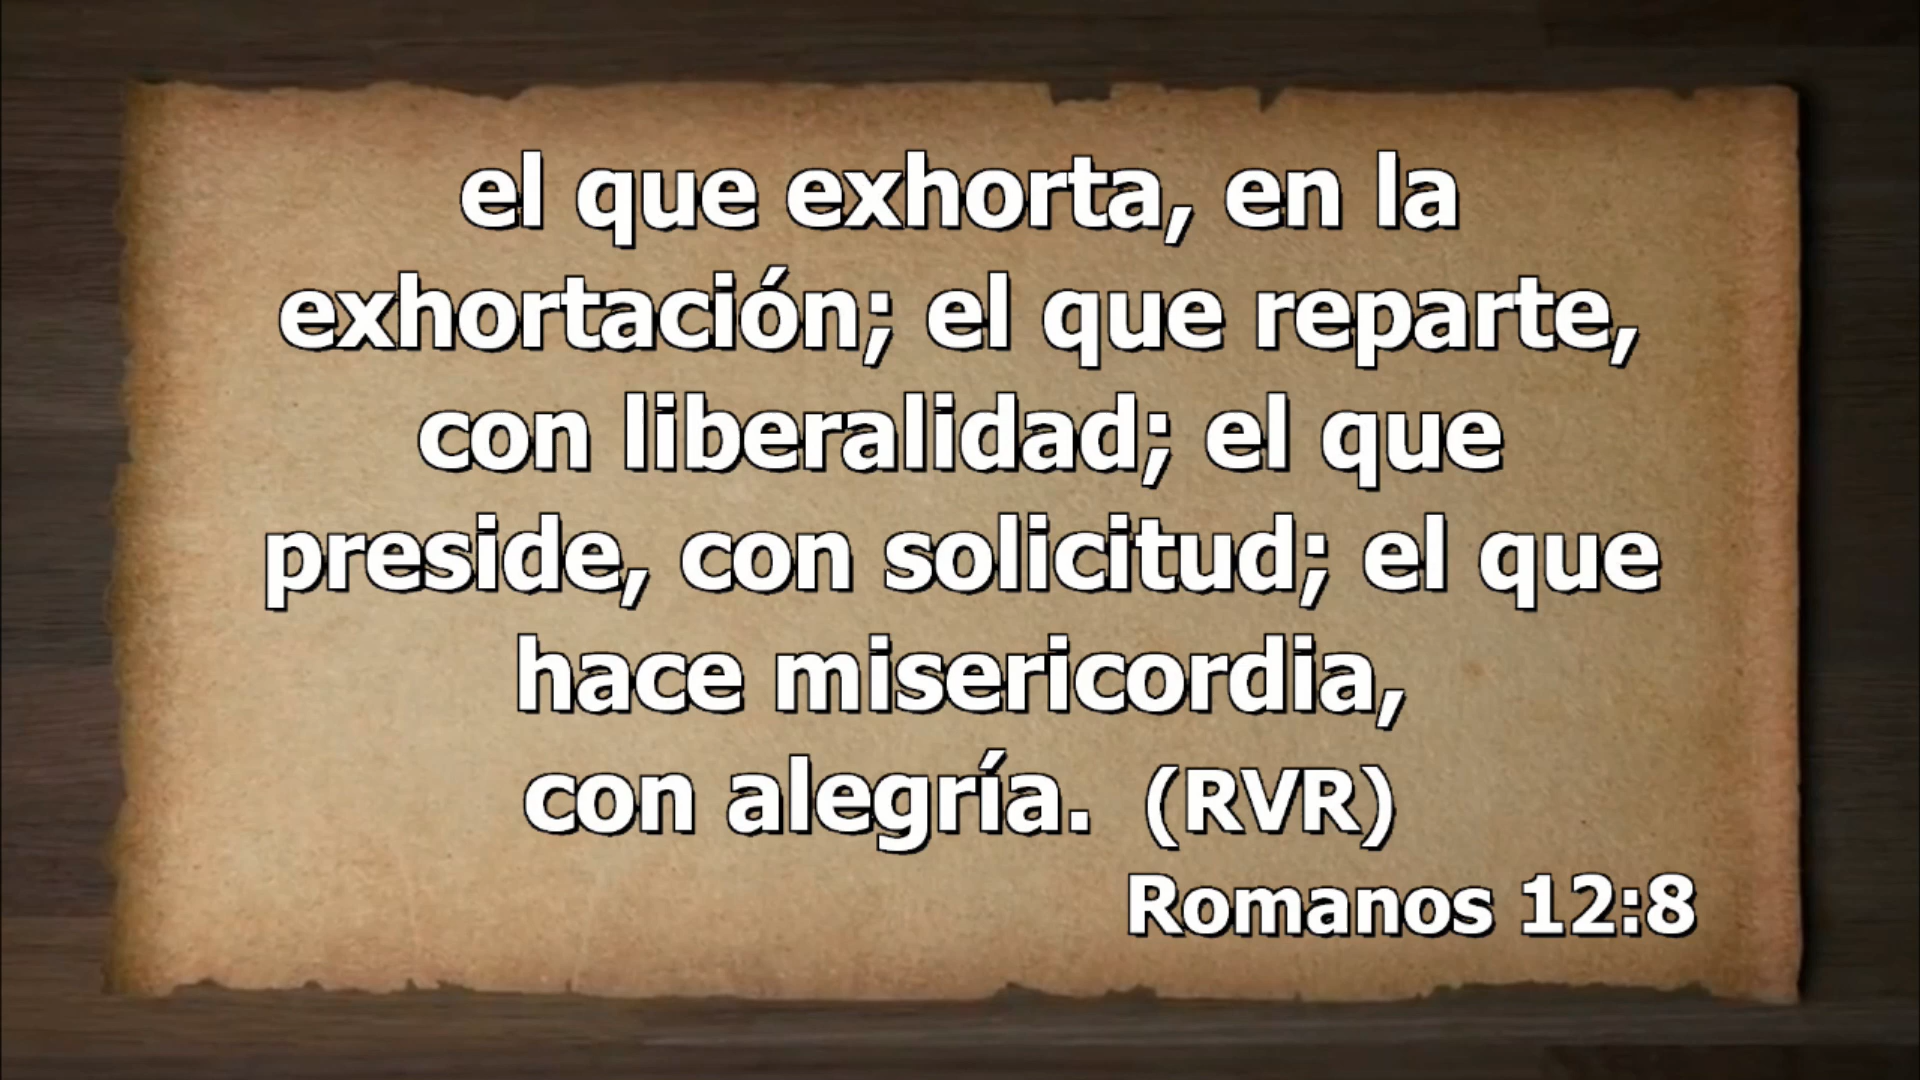 el que exhorta, en la
exhortación; el que reparte,
con liberalidad; el que
preside, con solicitud; el que
hace misericordia,
con alegría. (RVR)
Romanos 12:8